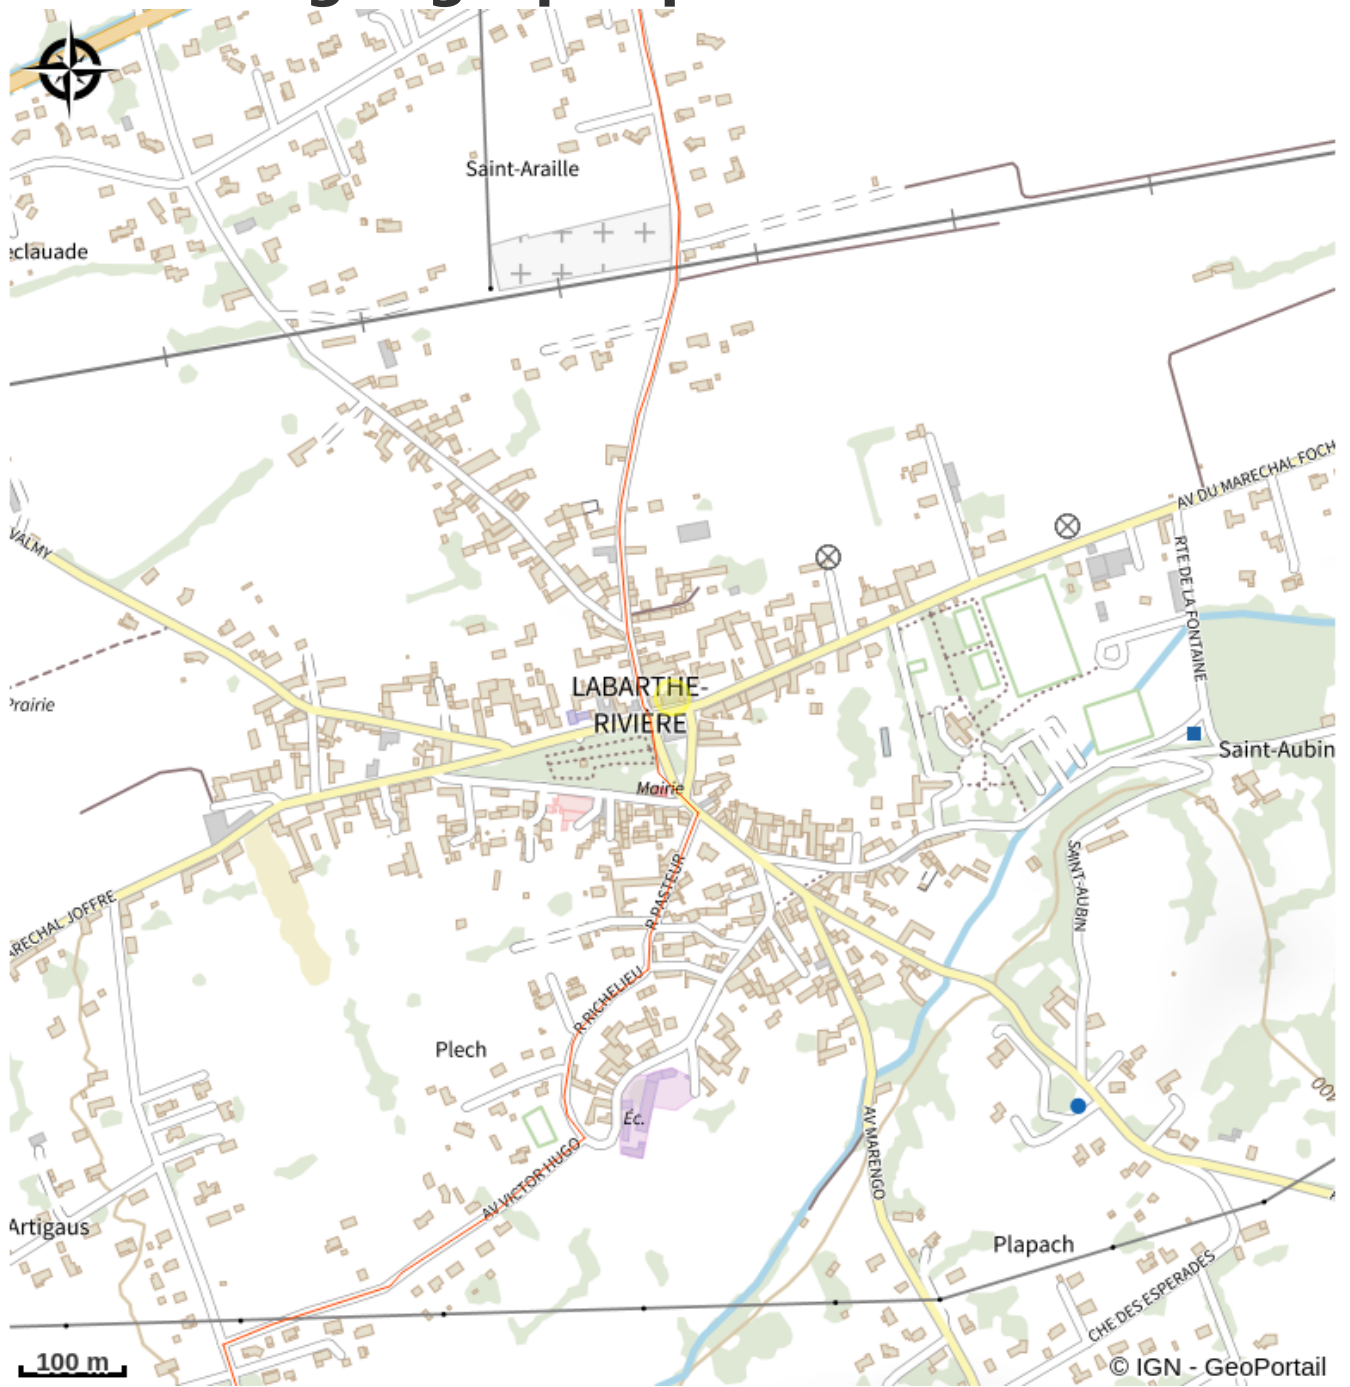 Saint-Araille
eclauade
AV DU MARECHAL FOCH
VALMY
RTE DE LA FONTAINE
LABARTHE-
RIVIÈRE
Prairie
Saint-Aubin
Mairie
SAINT-AUBIN
R PASTEUR
ARECHAL JOFFRE
R RICHELIEU
Plech
Éc.
AV MARENGO
AV VICTOR HUGO
Artigaus
Plapach
CHE DES ESPERADES
100 m
© IGN - GeoPortail